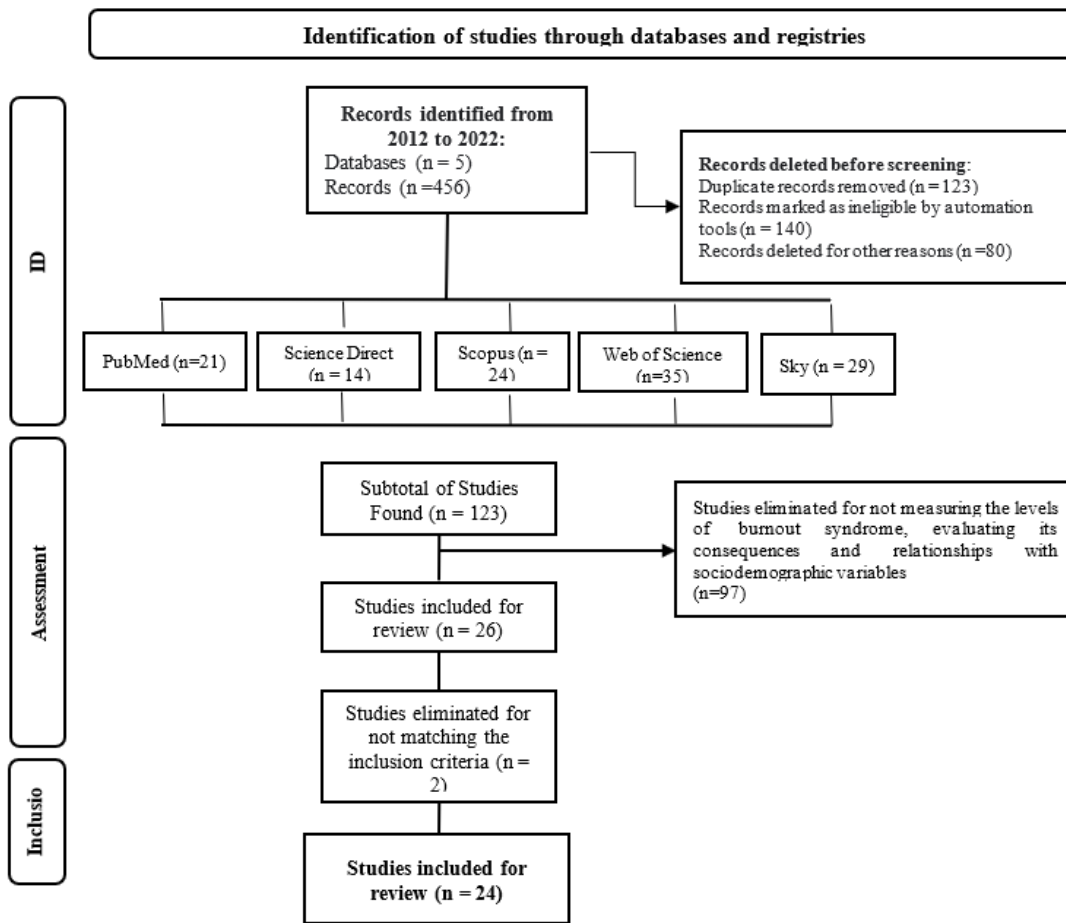 Identification of studies through databases and registries
ID
Records identified from
2012 to 2022:
Databases (n = 5)
Records (n =456)
Records deleted before screening:
Duplicate records removed (n = 123)
Records marked as ineligible by automation
tools (n = 140)
Records deleted for other reasons (n =80)
PubMed (n=21)
Science Direct
(n = 14)
Scopus (n =
24)
Web of Science
(n=35)
Sky (n = 29)
Assessment
Subtotal of Studies
Found (n = 123)
Studies eliminated for not measuring the levels
of burnout syndrome, evaluating its
consequences and relationships with
sociodemographic variables
(n=97)
Studies included for
review (n = 26)
Studies eliminated for
not matching the
inclusion criteria (n =
2)
Inclusio
Studies included for
review (n = 24)